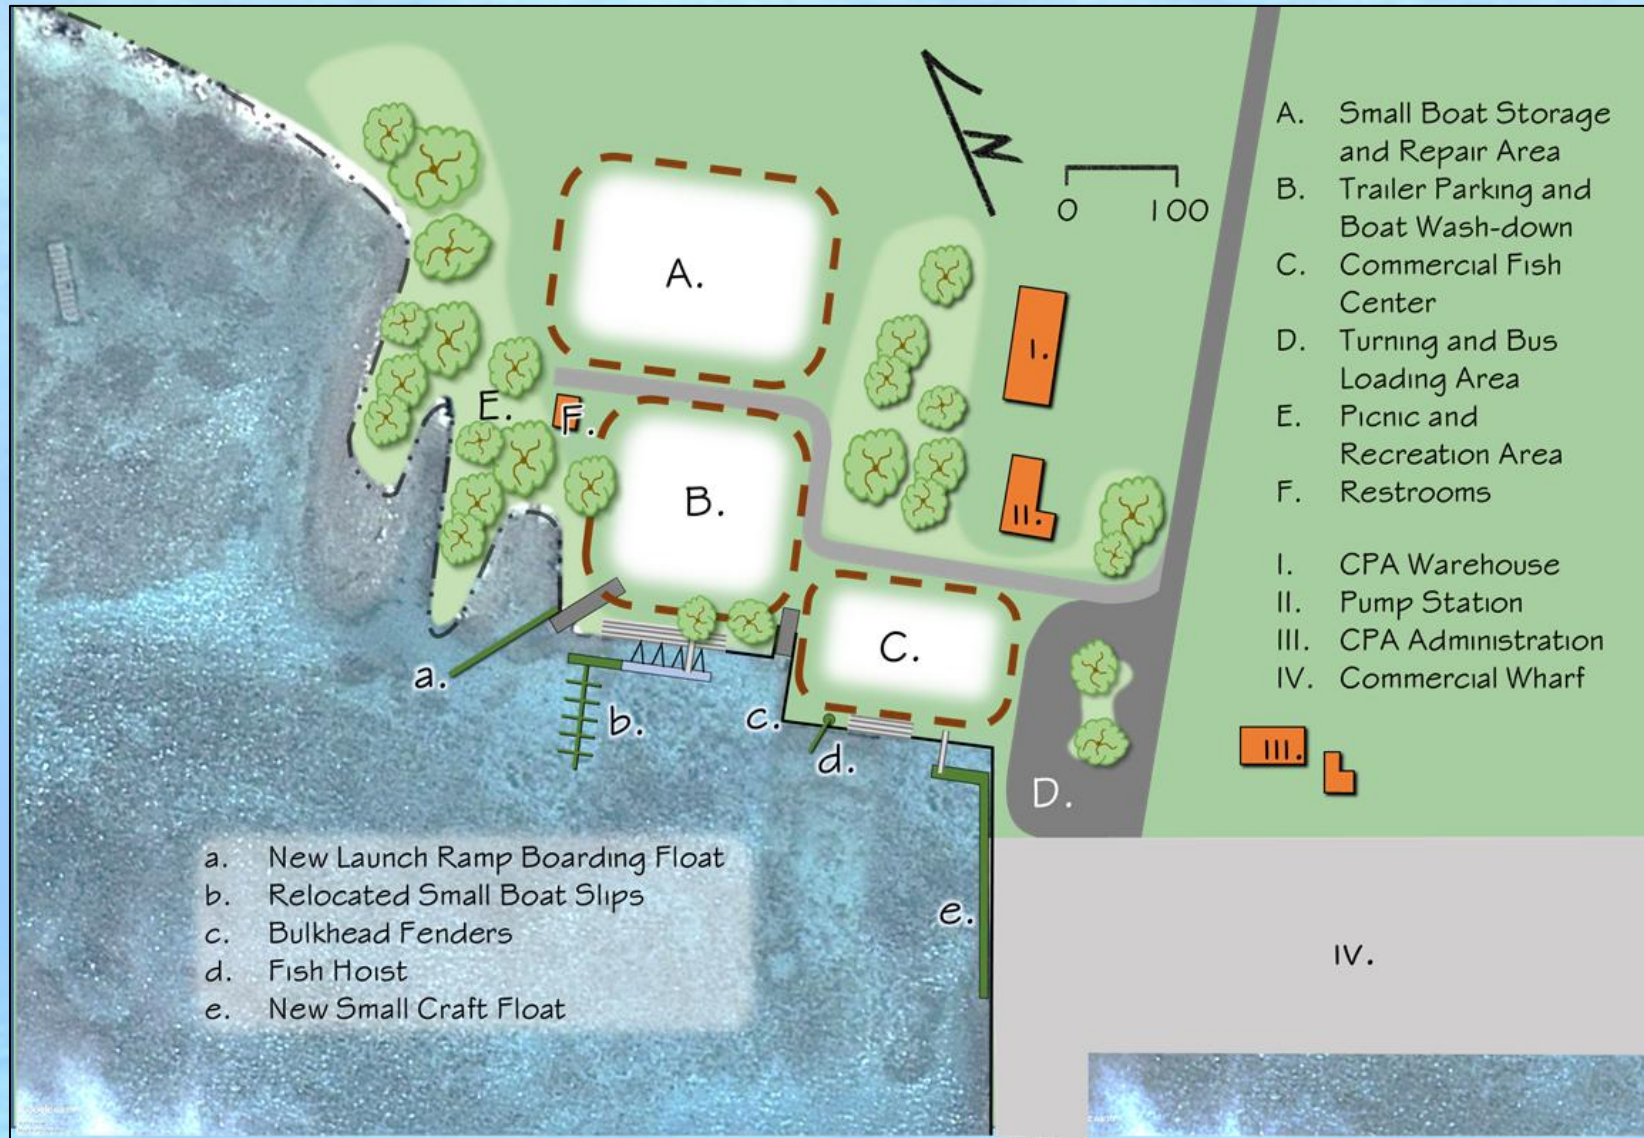 N
0 100
A. Small Boat Storage
and Repair Area
B. Trailer Parking and
Boat Wash-down
C. Commercial Fish
Center
D. Turning and Bus
Loading Area
E. Picnic and
Recreation Area
F. Restrooms
I. CPA Warehouse
II. Pump Station
III. CPA Administration
IV. Commercial Wharf
A.
I.
E.
F.
B.
II.
C.
a.
b.
c.
d.
III.
D.
e.
IV.
a. New Launch Ramp Boarding Float
b. Relocated Small Boat Slips
c. Bulkhead Fenders
d. Fish Hoist
e. New Small Craft Float